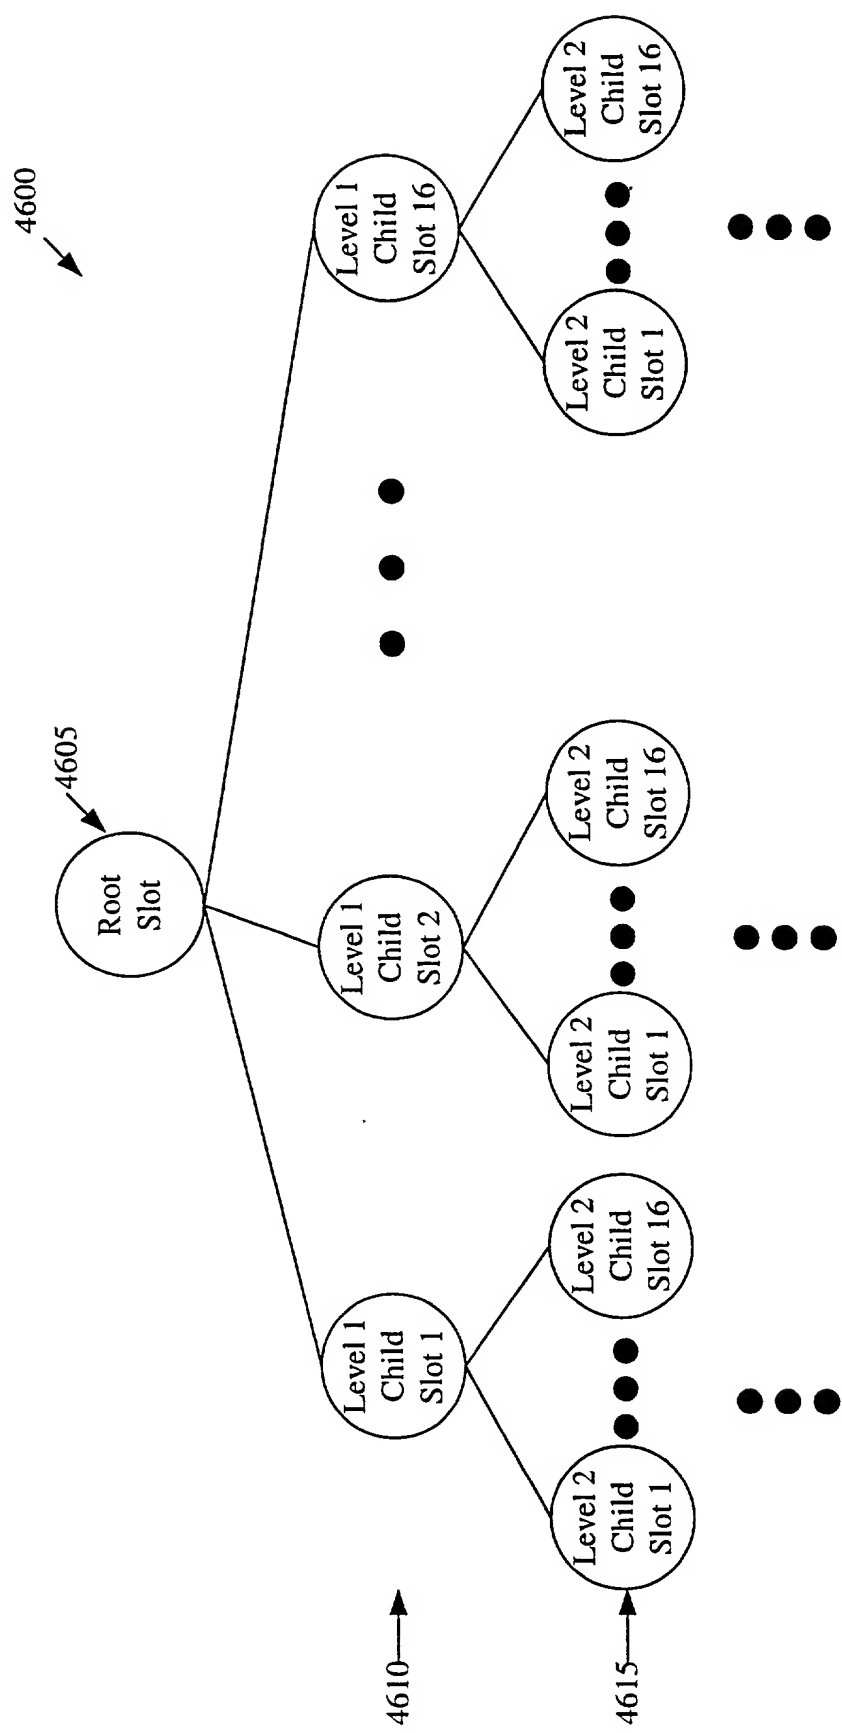 4600
4605
Root
Slot
4610
Level 1
Child
Slot 1
Level 1
Child
Slot 2
Level 1
Child
Slot 16
4615
Level 2
Child
Slot 1
Level 2
Child
Slot 16
Level 2
Child
Slot 1
Level 2
Child
Slot 16
Level 2
Child
Slot 1
Level 2
Child
Slot 16